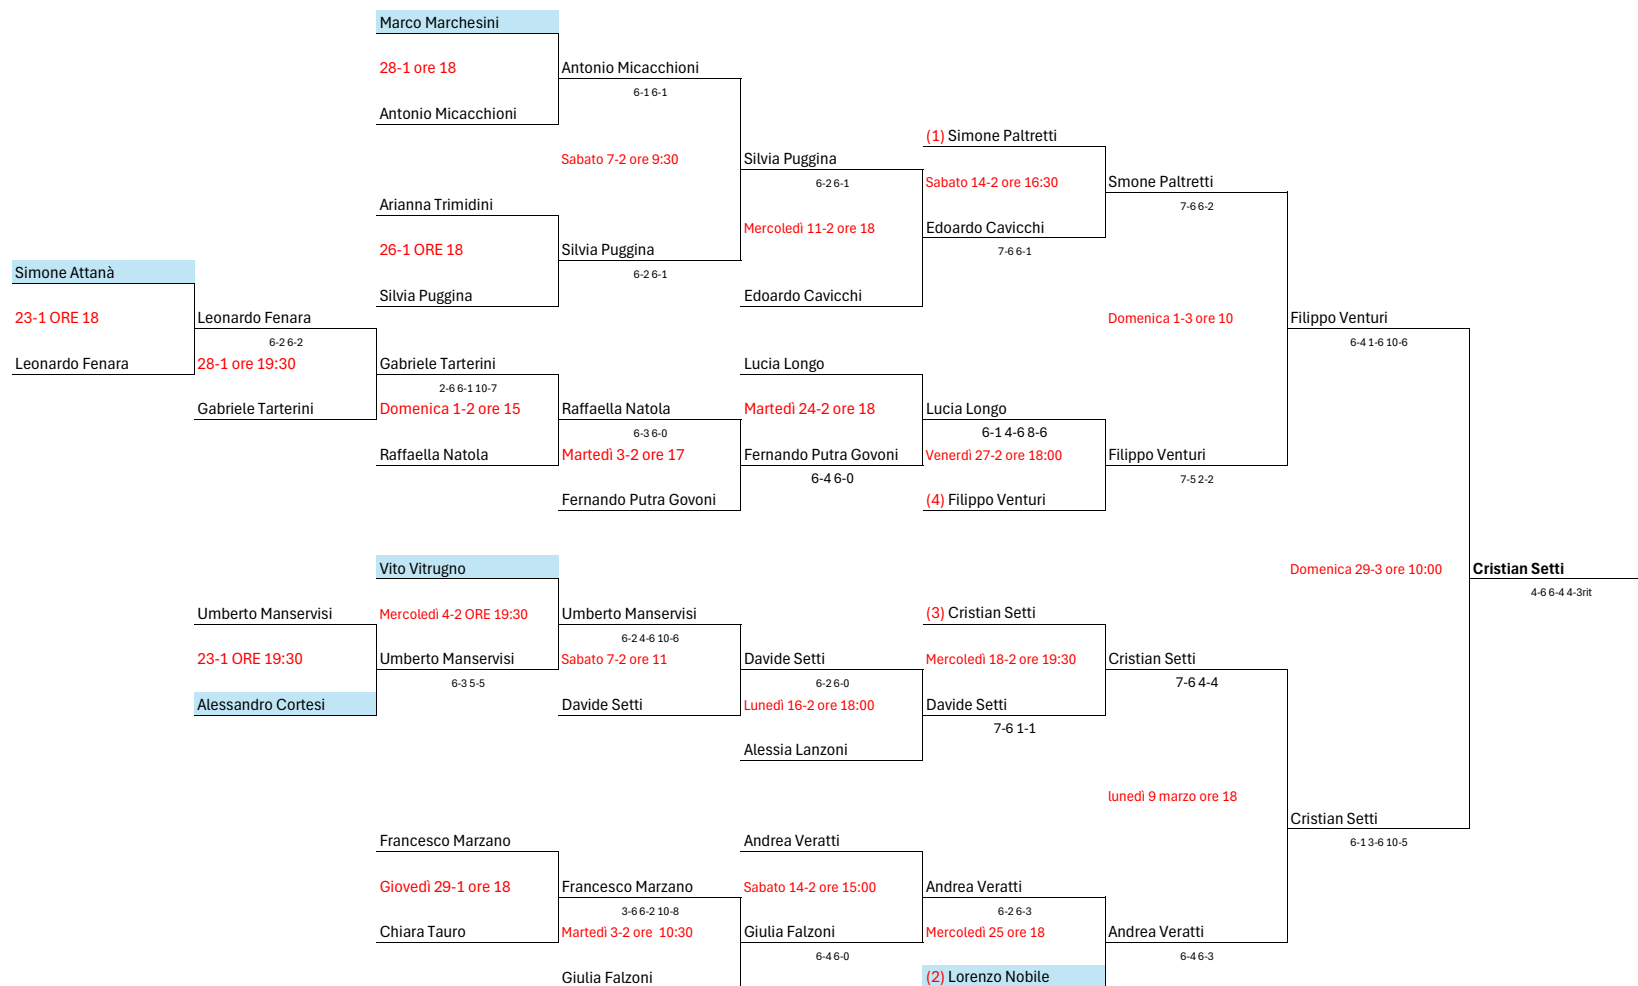 Marco Marchesini
28-1 ore 18
Antonio Micacchioni
6-1 6-1
Antonio Micacchioni
(1) Simone Paltretti
Sabato 7-2 ore 9:30
Silvia Puggina
6-2 6-1
Sabato 14-2 ore 16:30
Smone Paltretti
7-6 6-2
Arianna Trimidini
Mercoledì 11-2 ore 18
Edoardo Cavicchi
7-6 6-1
26-1 ORE 18
Silvia Puggina
6-2 6-1
Simone Attanà
Silvia Puggina
Edoardo Cavicchi
23-1 ORE 18
Leonardo Fenara
6-2 6-2
Domenica 1-3 ore 10
Filippo Venturi
6-4 1-6 10-6
Leonardo Fenara
28-1 ore 19:30
Gabriele Tarterini
2-6 6-1 10-7
Lucia Longo
Gabriele Tarterini
Domenica 1-2 ore 15
Raffaella Natola
6-3 6-0
Martedì 24-2 ore 18
Lucia Longo
6-1 4-6 8-6
Raffaella Natola
Martedì 3-2 ore 17
Fernando Putra Govoni
6-4 6-0
Venerdì 27-2 ore 18:00
Filippo Venturi
7-5 2-2
Fernando Putra Govoni
(4) Filippo Venturi
Vito Vitrugno
Domenica 29-3 ore 10:00
Cristian Setti
4-6 6-4 4-3rit
Umberto Manservisi
Mercoledì 4-2 ORE 19:30
Umberto Manservisi
6-2 4-6 10-6
(3) Cristian Setti
23-1 ORE 19:30
Umberto Manservisi
6-3 5-5
Sabato 7-2 ore 11
Davide Setti
6-2 6-0
Mercoledì 18-2 ore 19:30
Cristian Setti
7-6 4-4
Alessandro Cortesi
Davide Setti
Lunedì 16-2 ore 18:00
Davide Setti
7-6 1-1
Alessia Lanzoni
lunedì 9 marzo ore 18
Cristian Setti
6-1 3-6 10-5
Francesco Marzano
Andrea Veratti
Giovedì 29-1 ore 18
Francesco Marzano
3-6 6-2 10-8
Sabato 14-2 ore 15:00
Andrea Veratti
6-2 6-3
Chiara Tauro
Martedì 3-2 ore 10:30
Giulia Falzoni
6-4 6-0
Mercoledì 25 ore 18
Andrea Veratti
6-4 6-3
Giulia Falzoni
(2) Lorenzo Nobile